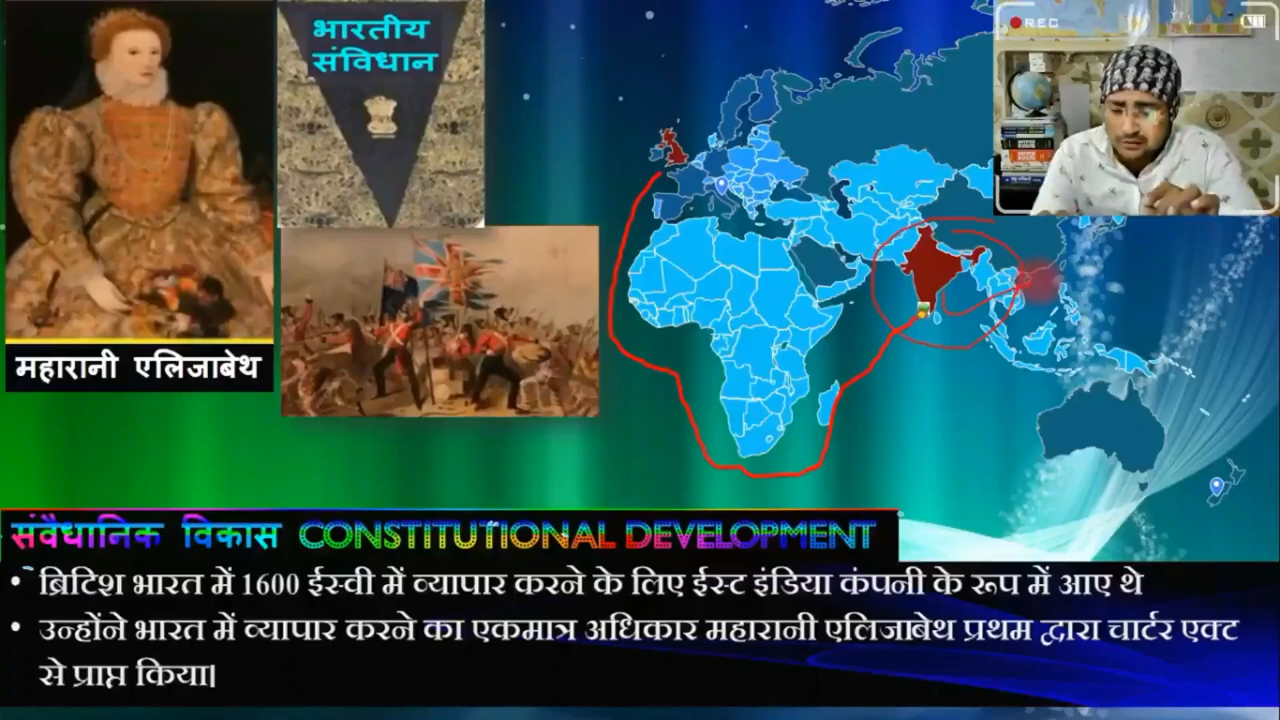 भारतीय
संविधान
REC
महारानी एलिजाबेथ
संवैधानिक विकास CONSTITUTIONAL DEVELOPMENT
• ब्रिटिश भारत में 1600 ईस्वी में व्यापार करने के लिए ईस्ट इंडिया कंपनी के रूप में आए थे
• उन्होंने भारत में व्यापार करने का एकमात्र अधिकार महारानी एलिजाबेथ प्रथम द्वारा चार्टर एक्ट
से प्राप्त किया।